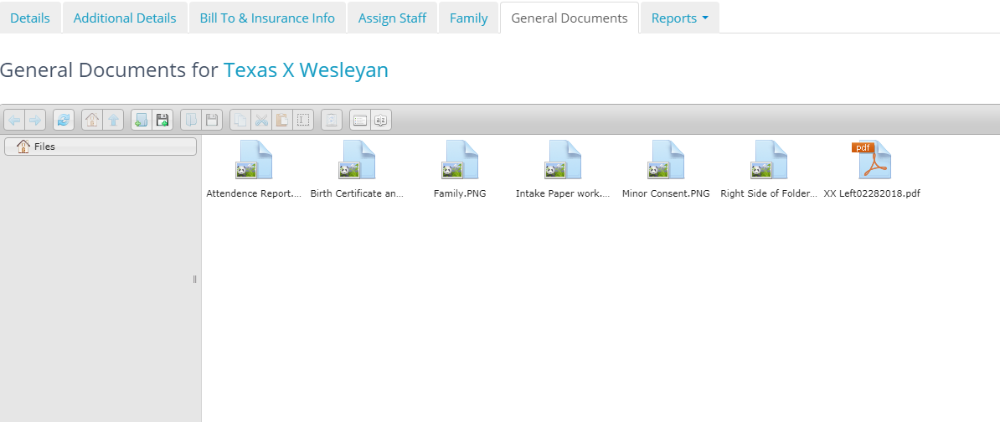 Details Additional Details Bill To & Insurance Info Assign Staff Family General Documents Reports
General Documents for Texas X Wesleyan
Files
Attendence Report.... Birth Certificate an... Family.PNG Intake Paper work.... Minor Consent.PNG Right Side of Folder... XX Left02282018.pdf
pdf
az